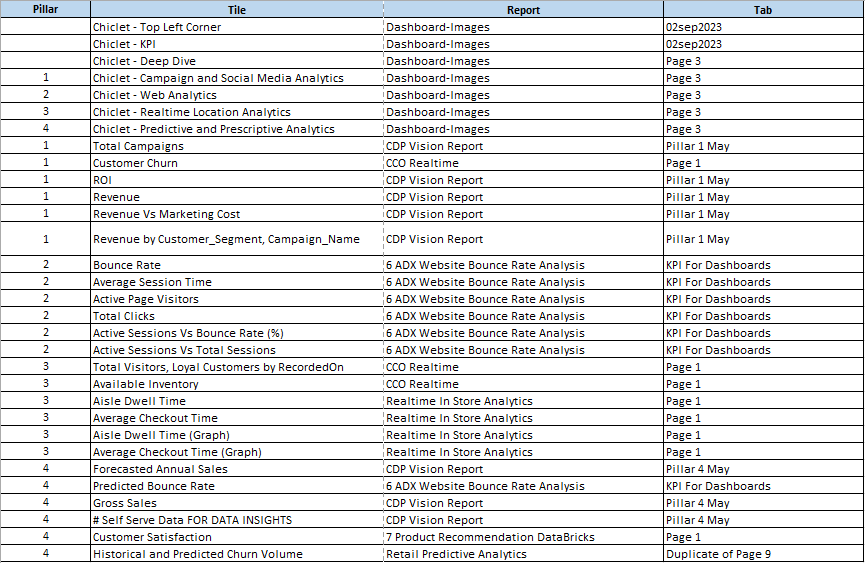 Pillar Tile Report Tab
Chiclet - Top Left Corner Dashboard-Images 02sep2023
Chiclet - KPI Dashboard-Images 02sep2023
Chiclet - Deep Dive Dashboard-Images Page 3
1 Chiclet - Campaign and Social Media Analytics Dashboard-Images Page 3
2 Chiclet - Web Analytics Dashboard-Images Page 3
3 Chiclet - Realtime Location Analytics Dashboard-Images Page 3
4 Chiclet - Predictive and Prescriptive Analytics Dashboard-Images Page 3
1 Total Campaigns CDP Vision Report Pillar 1 May
1 Customer Churn CCO Realtime Page 1
1 ROI CDP Vision Report Pillar 1 May
1 Revenue CDP Vision Report Pillar 1 May
1 Revenue Vs Marketing Cost CDP Vision Report Pillar 1 May
1 Revenue by Customer_Segment, Campaign_Name CDP Vision Report Pillar 1 May
2 Bounce Rate 6 ADX Website Bounce Rate Analysis KPI For Dashboards
2 Average Session Time 6 ADX Website Bounce Rate Analysis KPI For Dashboards
2 Active Page Visitors 6 ADX Website Bounce Rate Analysis KPI For Dashboards
2 Total Clicks 6 ADX Website Bounce Rate Analysis KPI For Dashboards
2 Active Sessions Vs Bounce Rate (%) 6 ADX Website Bounce Rate Analysis KPI For Dashboards
2 Active Sessions Vs Total Sessions 6 ADX Website Bounce Rate Analysis KPI For Dashboards
3 Total Visitors, Loyal Customers by RecordedOn CCO Realtime Page 1
3 Available Inventory CCO Realtime Page 1
3 Aisle Dwell Time Realtime In Store Analytics Page 1
3 Average Checkout Time Realtime In Store Analytics Page 1
3 Aisle Dwell Time (Graph) Realtime In Store Analytics Page 1
3 Average Checkout Time (Graph) Realtime In Store Analytics Page 1
4 Forecasted Annual Sales CDP Vision Report Pillar 4 May
4 Predicted Bounce Rate 6 ADX Website Bounce Rate Analysis KPI For Dashboards
4 Gross Sales CDP Vision Report Pillar 4 May
4 # Self Serve Data FOR DATA INSIGHTS CDP Vision Report Pillar 4 May
4 Customer Satisfaction 7 Product Recommendation DataBricks Page 1
4 Historical and Predicted Churn Volume Retail Predictive Analytics Duplicate of Page 9